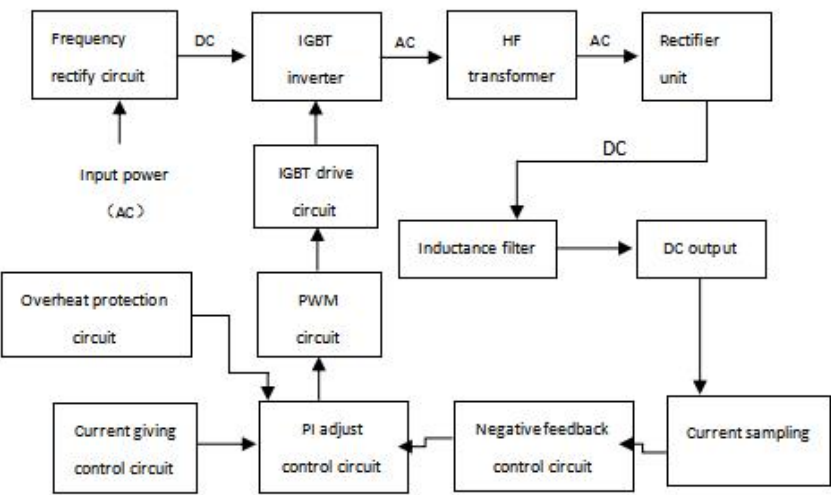 Frequency
rectify circuit
DC
IGBT
inverter
AC
HF
transformer
AC
Rectifier
unit
Input power
（AC）
IGBT drive
circuit
DC
Inductance filter
DC output
Overheat protection
circuit
PWM
circuit
Current giving
control circuit
PI adjust
control circuit
Negative feedback
control circuit
Current sampling